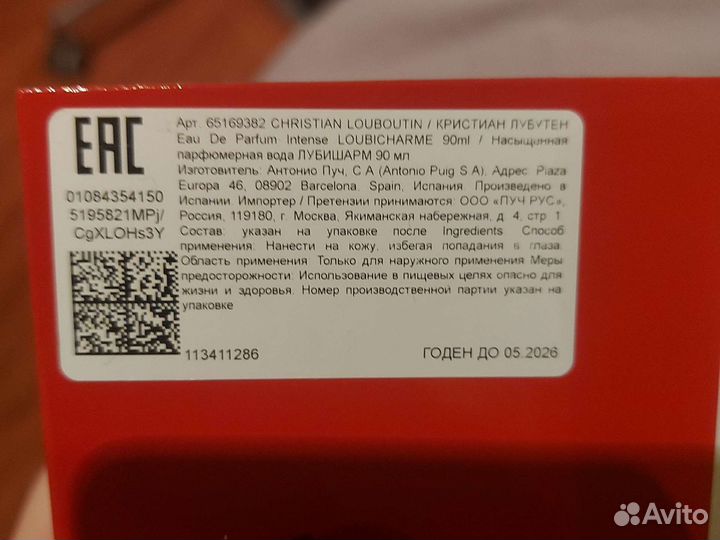 EAC
01084354150
5195821MPj/
CgXLOHs3Y
Арт. 65169382 CHRISTIAN LOUBOUTIN / КРИСТИАН ЛУБУТЕН
Eau De Parfum Intense LOUBICHARME 90ml / Насыщенная
парфюмерная вода ЛУБИШАРМ 90 мл
Изготовитель: Антонио Пуч, С А (Antonio Puig S A), Адрес: Plaza
Europa 46, 08902 Barcelona, Spain, Испания. Произведено в
Испании. Импортер / Претензии принимаются: ООО «ПУЧ РУС»,
Россия, 119180, г. Москва, Якиманская набережная, д. 4, стр. 1
Состав: указан на упаковке после Ingredients Способ
применения: Нанести на кожу, избегая попадания в глаза.
Область применения: Только для наружного применения Меры
предосторожности: Использование в пищевых целях опасно для
жизни и здоровья. Номер производственной партии указан на
упаковке
113411286
ГОДЕН ДО 05.2026
Avito